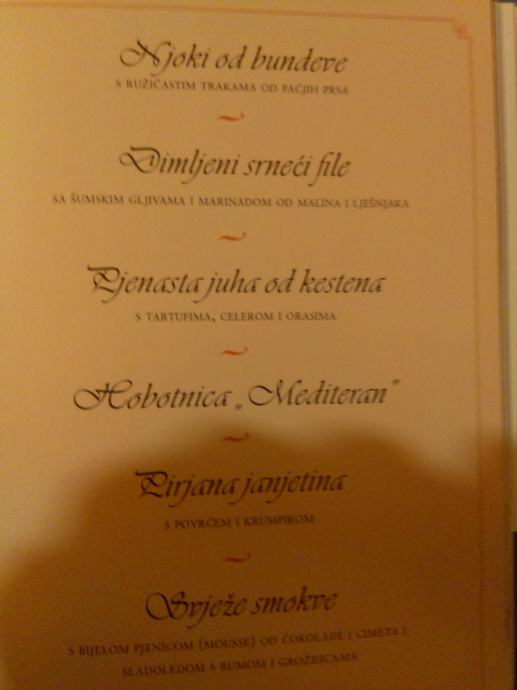 Njoki od bundeve
S RUŽIČASTIM TRAKAMA OD PAČJIH PRSA
Dimljeni srneći file
SA ŠUMSKIM GLJIVAMA I MARINADOM OD MALINA I LJEŠNJAKA
Pjenasta juha od kestena
S TARTUFIMA, CELEROM I ORASIMA
Hobotnica „Mediteran”
Pirjana janjetina
S POVRĆEM I KRUMPIROM
Svježe smokve
S BIJELOM PJENICOM (MOUSSE) OD ČOKOLADE I CIMETA I
SLADOLEDOM S RUMOM I GROŽĐICAMA